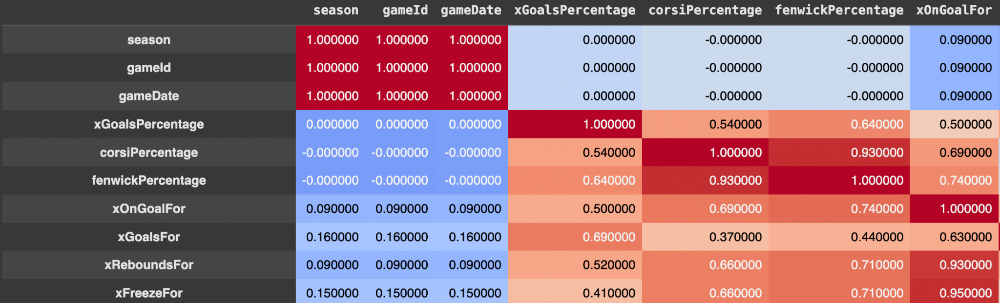 season gameId gameDate xGoalsPercentage corsiPercentage fenwickPercentage xOnGoalFor
season 1.000000 1.000000 1.000000 0.000000 -0.000000 -0.000000 0.090000
gameId 1.000000 1.000000 1.000000 0.000000 -0.000000 -0.000000 0.090000
gameDate 1.000000 1.000000 1.000000 0.000000 -0.000000 -0.000000 0.090000
xGoalsPercentage 0.000000 0.000000 0.000000 1.000000 0.540000 0.640000 0.500000
corsiPercentage -0.000000 -0.000000 -0.000000 0.540000 1.000000 0.930000 0.690000
fenwickPercentage -0.000000 -0.000000 -0.000000 0.640000 0.930000 1.000000 0.740000
xOnGoalFor 0.090000 0.090000 0.090000 0.500000 0.690000 0.740000 1.000000
xGoalsFor 0.160000 0.160000 0.160000 0.690000 0.370000 0.440000 0.630000
xReboundsFor 0.090000 0.090000 0.090000 0.520000 0.660000 0.710000 0.930000
xFreezeFor 0.150000 0.150000 0.150000 0.410000 0.660000 0.710000 0.950000